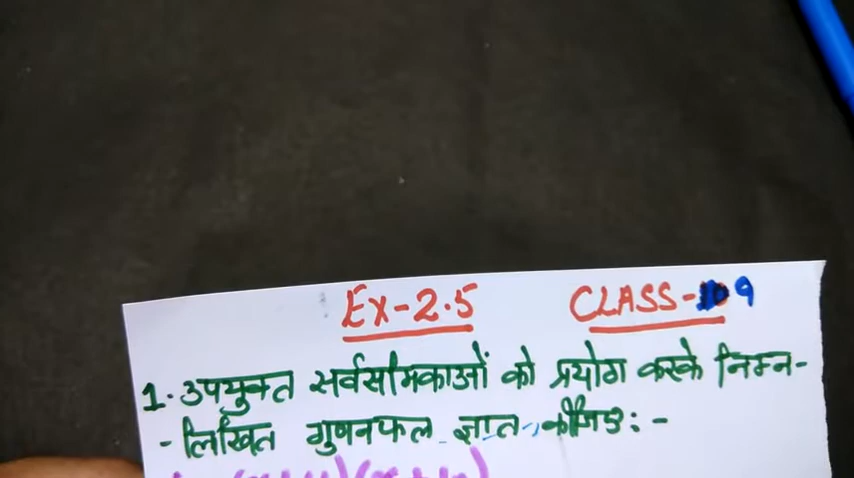 Ex-2.5 CLASS-9
1. उपयुक्त सर्वसमिकाओं को प्रयोग करके निम्न-
-लिखित गुणनफल ज्ञात कीजिए:-